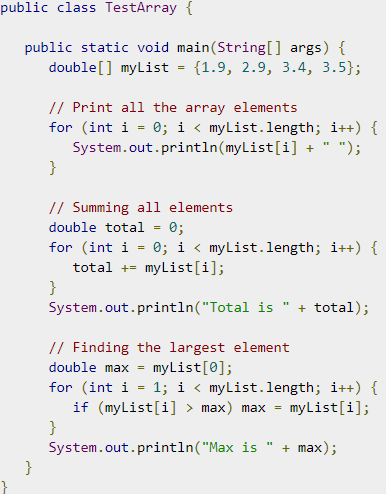 public class TestArray {
public static void main(String[] args) {
double[] myList = {1.9, 2.9, 3.4, 3.5};
// Print all the array elements
for (int i = 0; i < myList.length; i++) {
System.out.println(myList[i] + " ");
}
// Summing all elements
double total = 0;
for (int i = 0; i < myList.length; i++) {
total += myList[i];
}
System.out.println("Total is " + total);
// Finding the largest element
double max = myList[0];
for (int i = 1; i < myList.length; i++) {
if (myList[i] > max) max = myList[i];
}
System.out.println("Max is " + max);
}
}